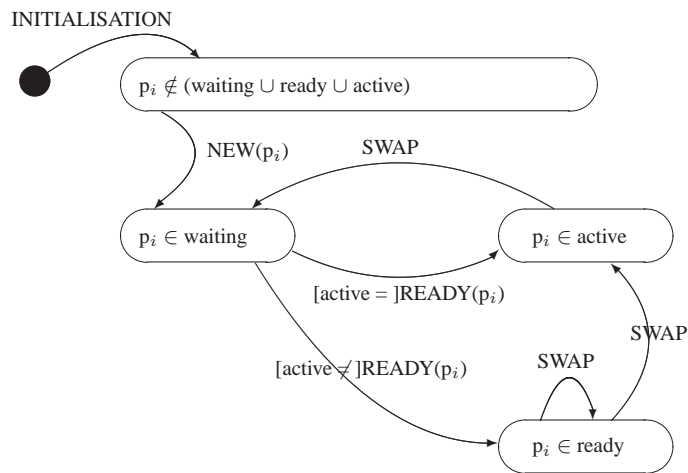 INITIALISATION
pᵢ ∉ (waiting ∪ ready ∪ active)
NEW(pᵢ)
SWAP
pᵢ ∈ waiting
pᵢ ∈ active
[active = ]READY(pᵢ)
SWAP
[active ≠ ]READY(pᵢ)
SWAP
pᵢ ∈ ready